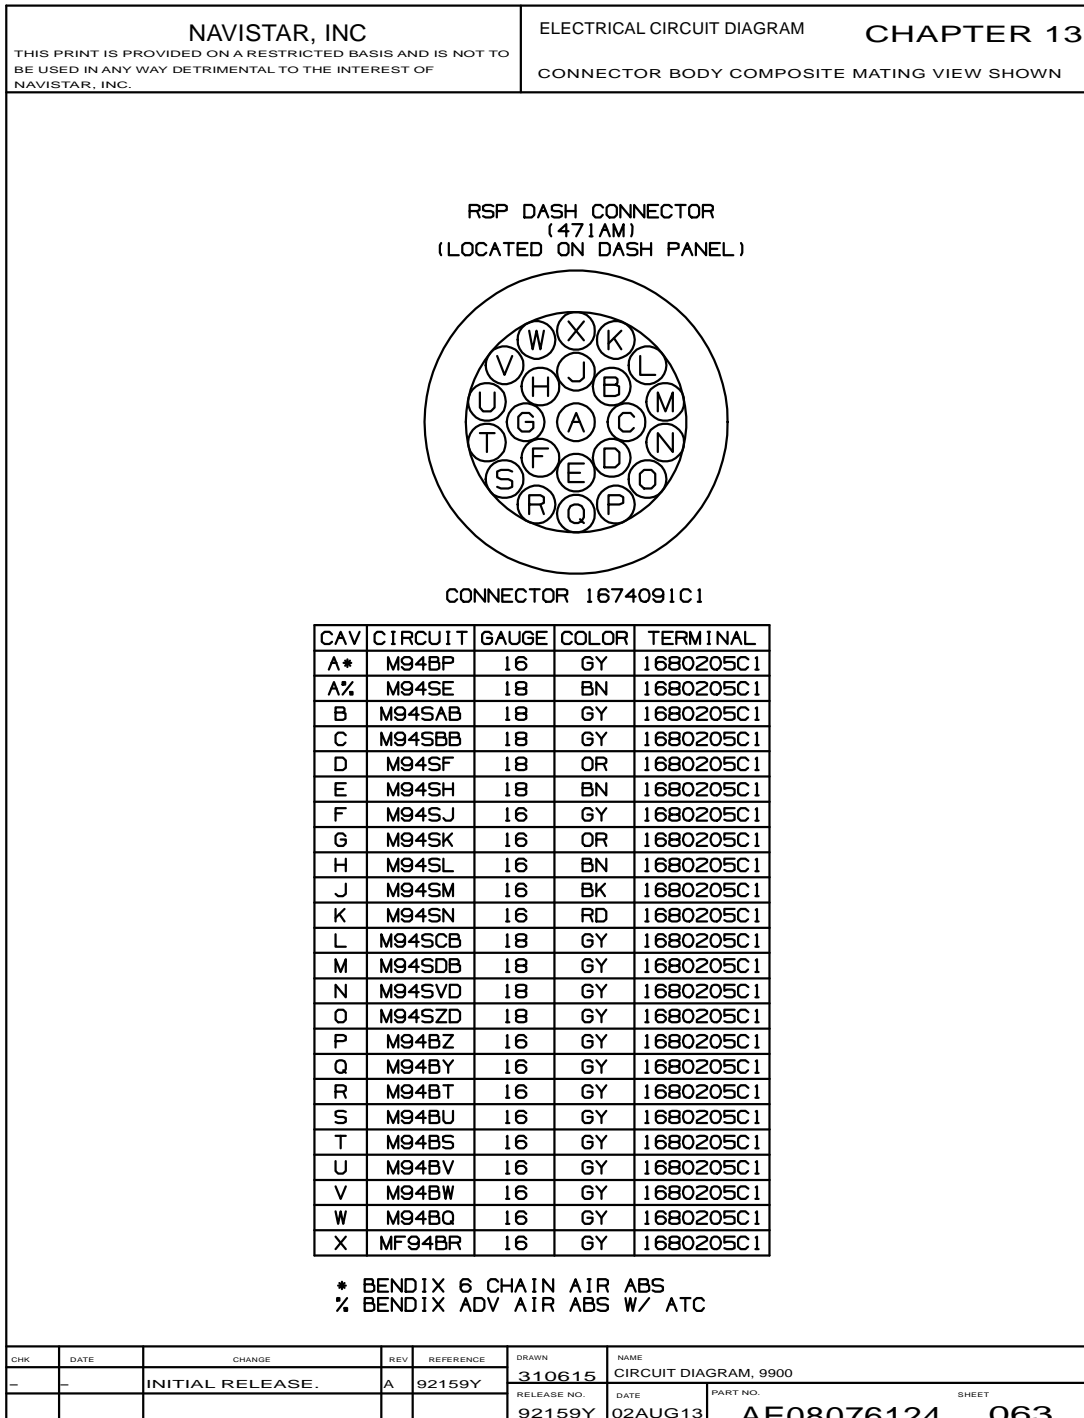 NAVISTAR, INC
THIS PRINT IS PROVIDED ON A RESTRICTED BASIS AND IS NOT TO
BE USED IN ANY WAY DETRIMENTAL TO THE INTEREST OF
NAVISTAR, INC.
ELECTRICAL CIRCUIT DIAGRAM CHAPTER 13
CONNECTOR BODY COMPOSITE MATING VIEW SHOWN
RSP DASH CONNECTOR
(471AM)
(LOCATED ON DASH PANEL)
X
W K
V J L
H B
U M
G A C
T N
F D
S E O
R P
Q
CONNECTOR 1674091C1
CAV CIRCUIT GAUGE COLOR TERMINAL
A* M94BP 16 GY 1680205C1
A% M94SE 18 BN 1680205C1
B M94SAB 18 GY 1680205C1
C M94SBB 18 GY 1680205C1
D M94SF 18 OR 1680205C1
E M94SH 18 BN 1680205C1
F M94SJ 16 GY 1680205C1
G M94SK 16 OR 1680205C1
H M94SL 16 BN 1680205C1
J M94SM 16 BK 1680205C1
K M94SN 16 RD 1680205C1
L M94SCB 18 GY 1680205C1
M M94SDB 18 GY 1680205C1
N M94SVD 18 GY 1680205C1
O M94SZD 18 GY 1680205C1
P M94BZ 16 GY 1680205C1
Q M94BY 16 GY 1680205C1
R M94BT 16 GY 1680205C1
S M94BU 16 GY 1680205C1
T M94BS 16 GY 1680205C1
U M94BV 16 GY 1680205C1
V M94BW 16 GY 1680205C1
W M94BQ 16 GY 1680205C1
X MF94BR 16 GY 1680205C1
* BENDIX 6 CHAIN AIR ABS
% BENDIX ADV AIR ABS W/ ATC
CHK DATE CHANGE REV REFERENCE DRAWN NAME
– – INITIAL RELEASE. A 92159Y 310615 CIRCUIT DIAGRAM, 9900
RELEASE NO. DATE PART NO. SHEET
92159Y 02AUG13 AE08076124 063